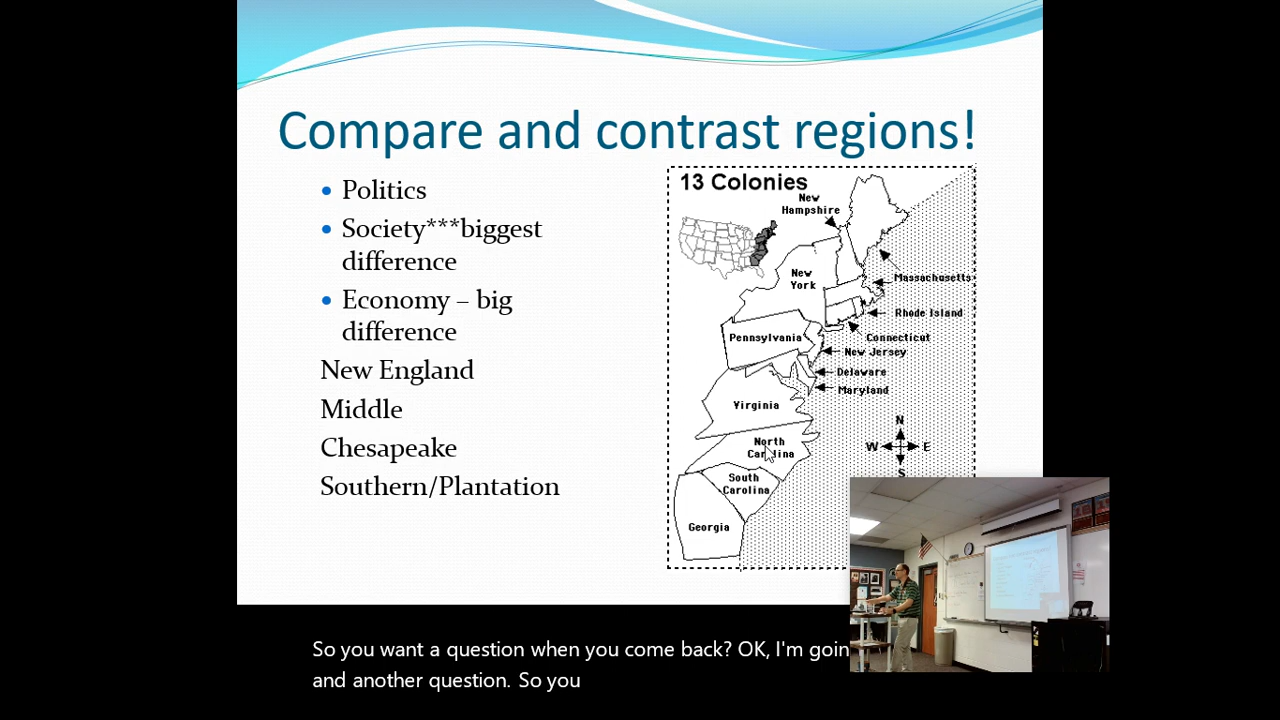 Compare and contrast regions!
Politics
Society***biggest
difference
Economy – big
difference
New England
Middle
Chesapeake
Southern/Plantation
13 Colonies
New
Hampshire
Massachusetts
New
York
Rhode Island
Connecticut
Pennsylvania
New Jersey
Delaware
Maryland
Virginia
N
W
E
S
North
Carolina
South
Carolina
Georgia
So you want a question when you come back? OK, I'm goin
and another question. So you